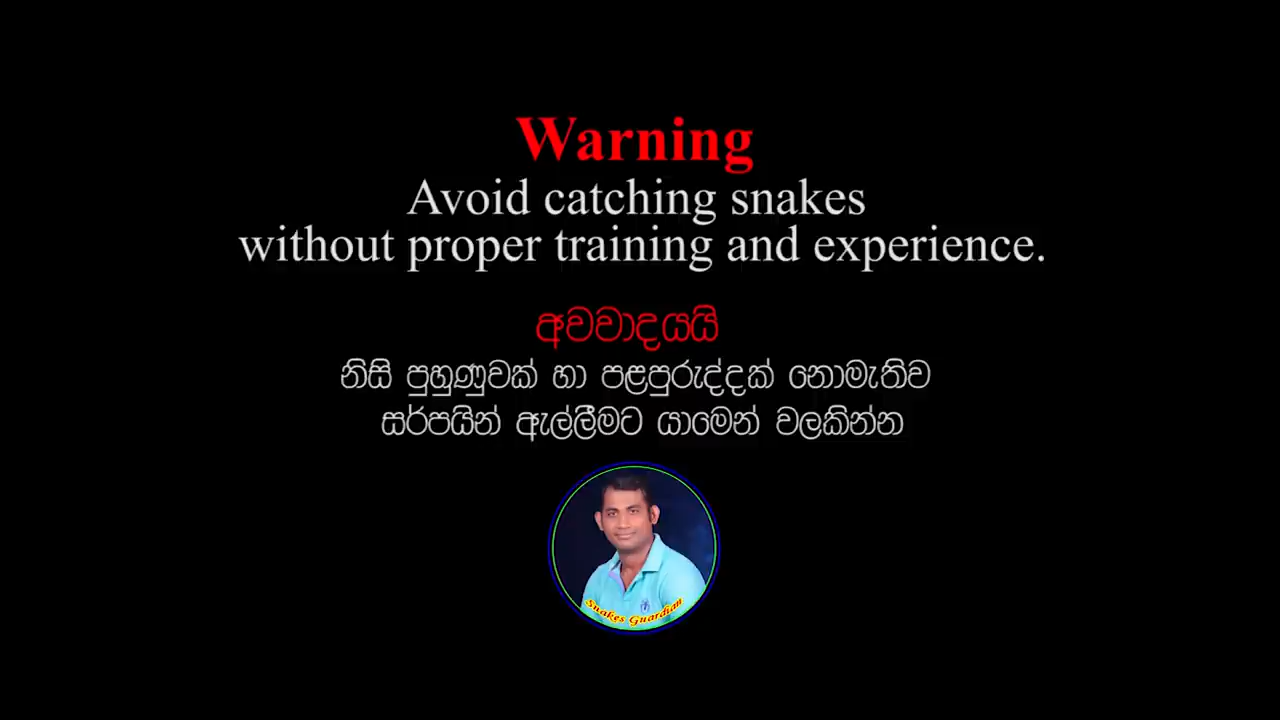 Warning
Avoid catching snakes
without proper training and experience.
අවවාදයයි
නිසි පුහුණුවක් හා පළපුරුද්දක් නොමැතිව
සර්පයින් ඇල්ලීමට යාමෙන් වලකින්න
Snakes Guardian